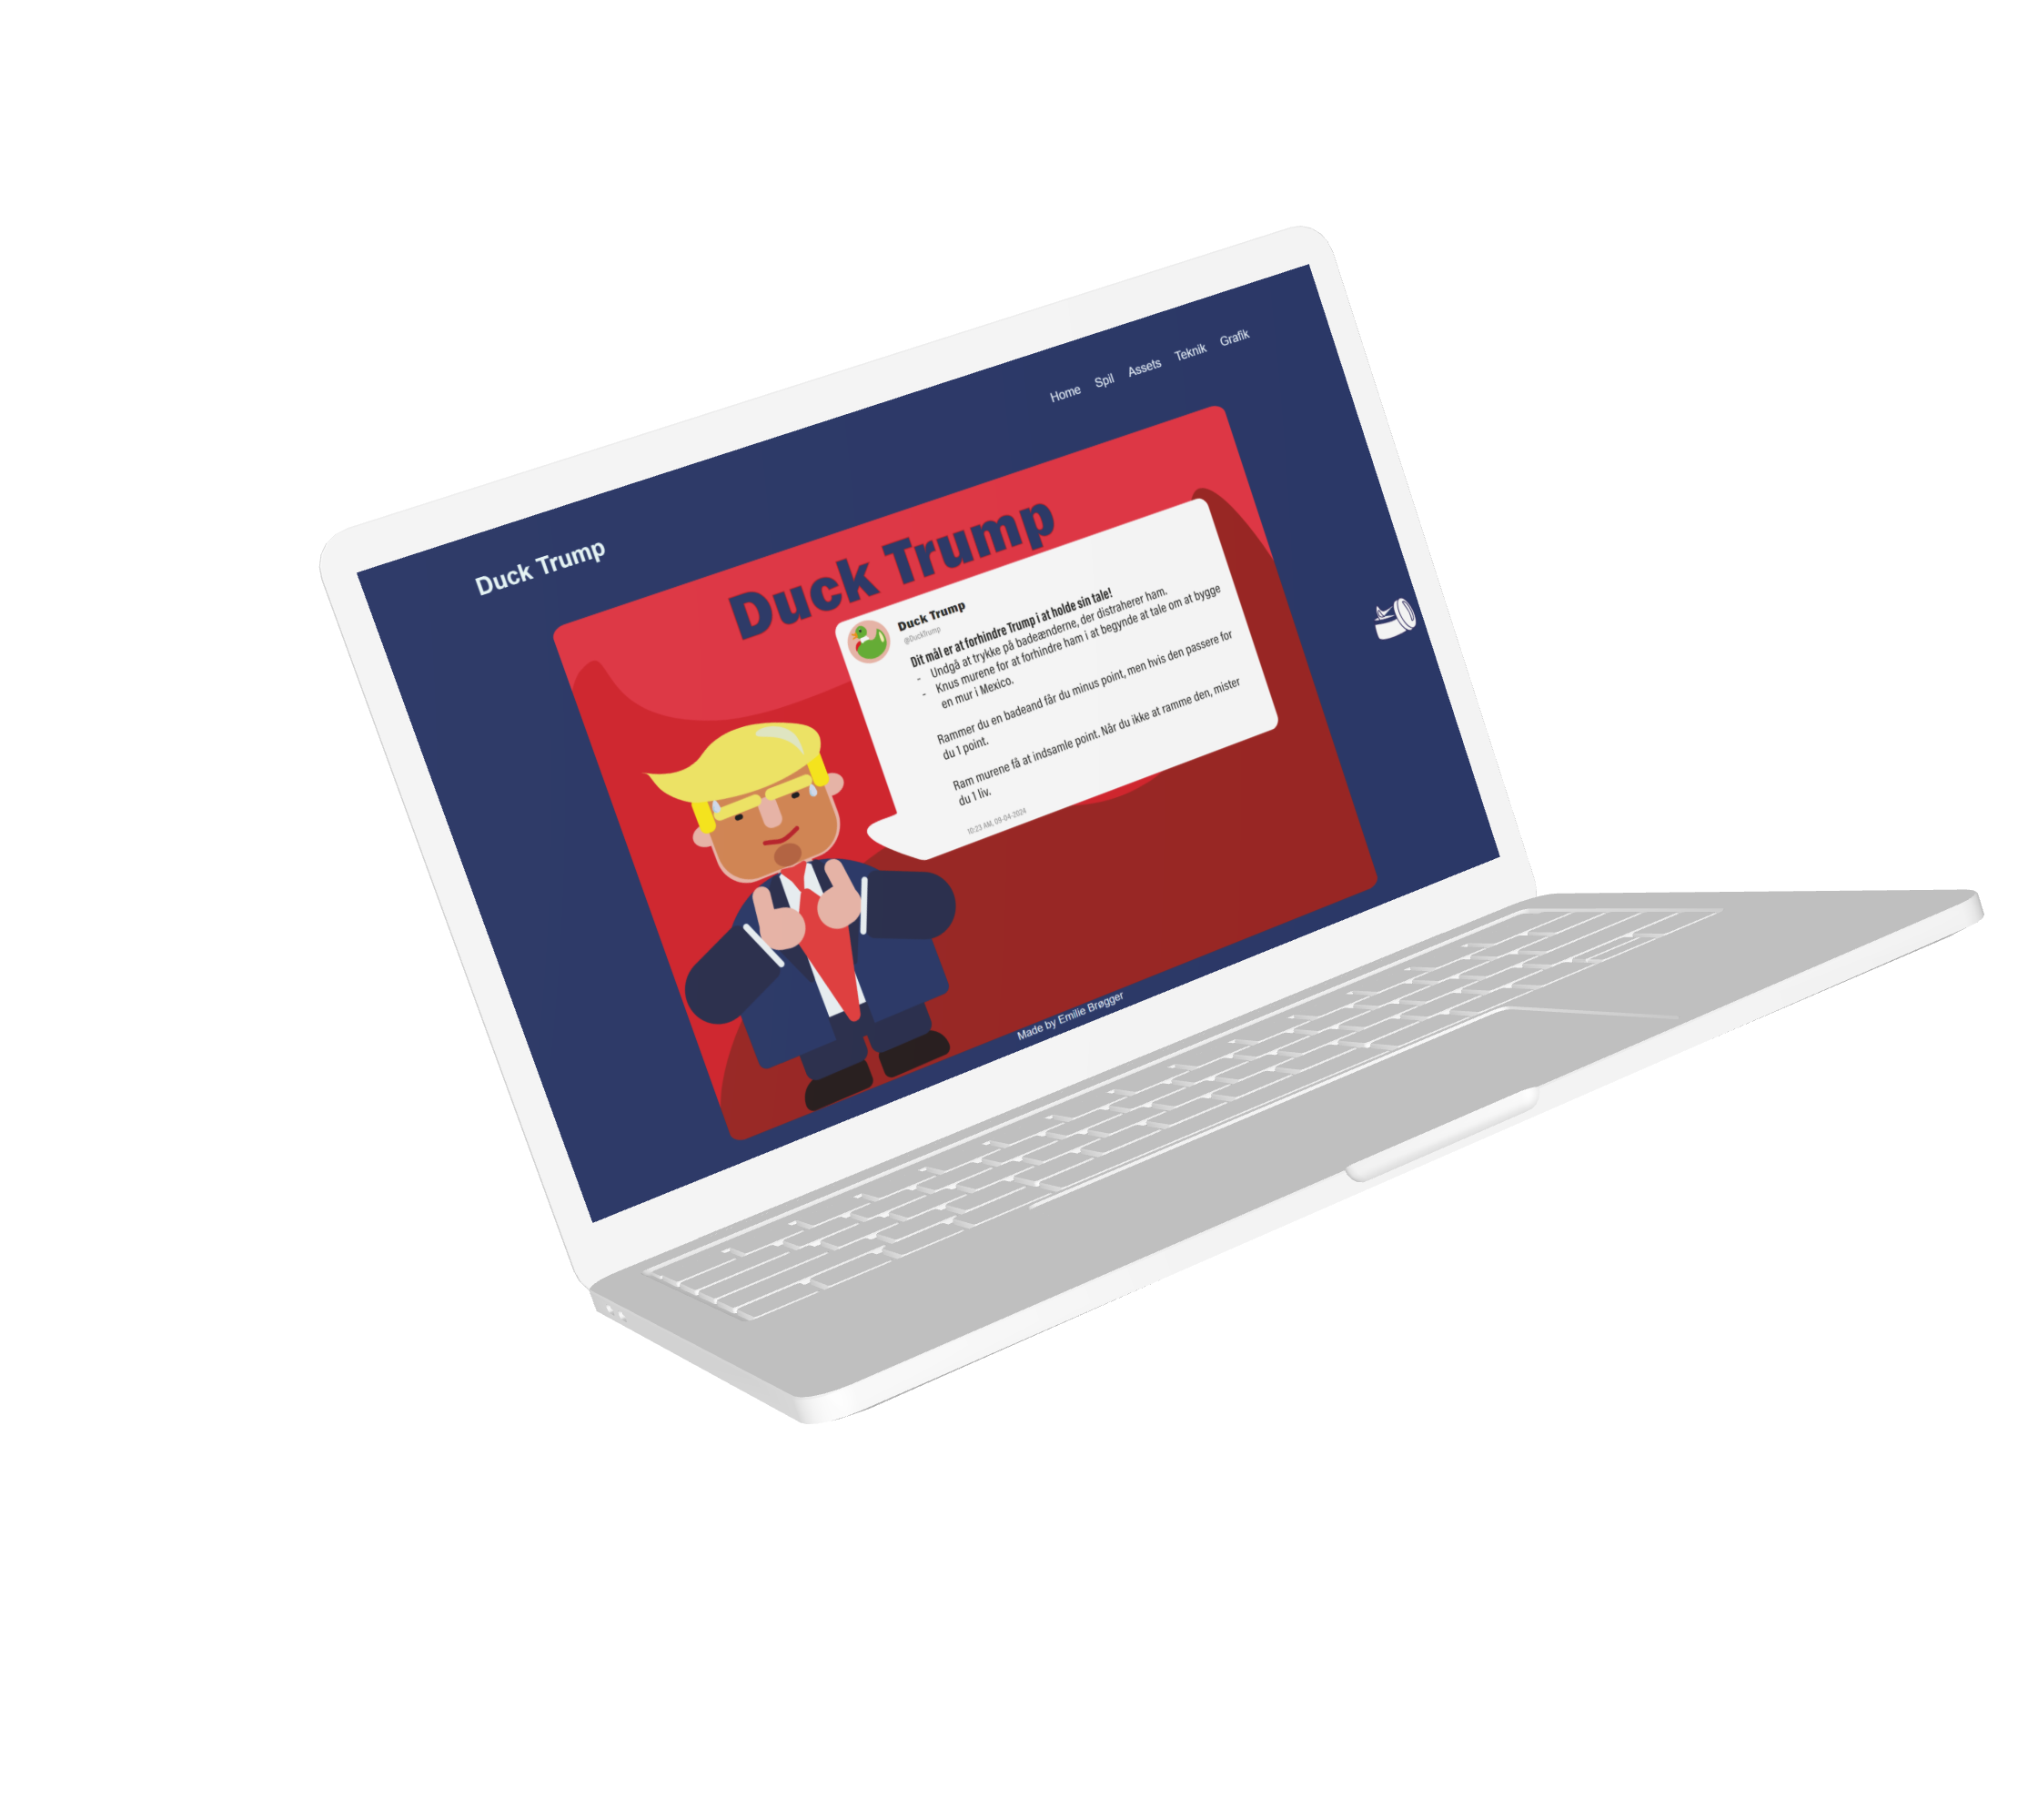 Home Spil Assets Teknik Grafik
Duck Trump
Duck Trump
Duck Trump
@DuckTrump
Dit mål er at forhindre Trump i at holde sin tale!
- Undgå at trykke på badeænderne, der distraherer ham.
- Knus murene for at forhindre ham i at begynde at tale om at bygge
en mur i Mexico.
Rammer du en badeand får du minus point, men hvis den passere for
du 1 point.
Ram murene få at indsamle point. Når du ikke at ramme den, mister
du 1 liv.
10:23 AM, 09-04-2024
Made by Emilie Brøgger